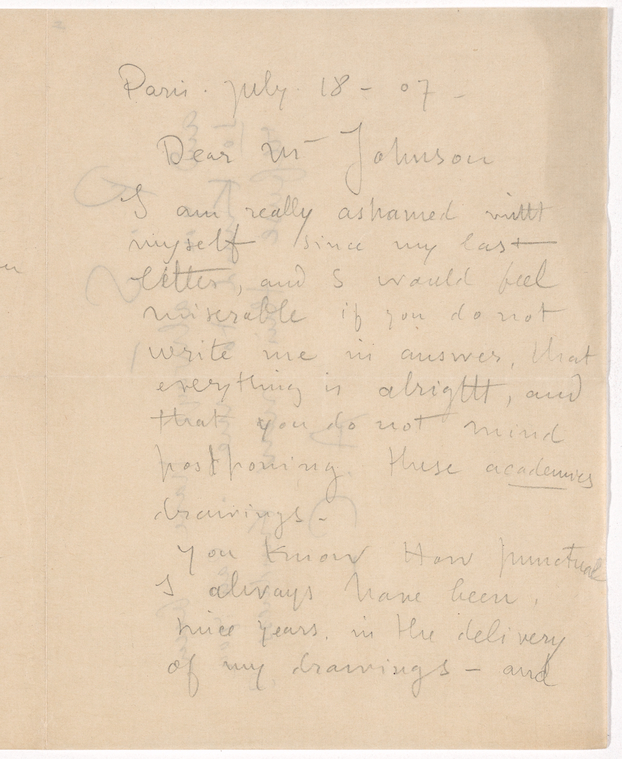 Paris. july. 18 - 07 -
Dear Mr Johnson
I am really ashamed with
myself since my last
letter, and I would feel
miserable if you do not
write me in answer, that
everything is alright, and
that you do not mind
postponing these academies
drawings -
You know How punctual
I always have been,
since years. in the delivery
of my drawings - and